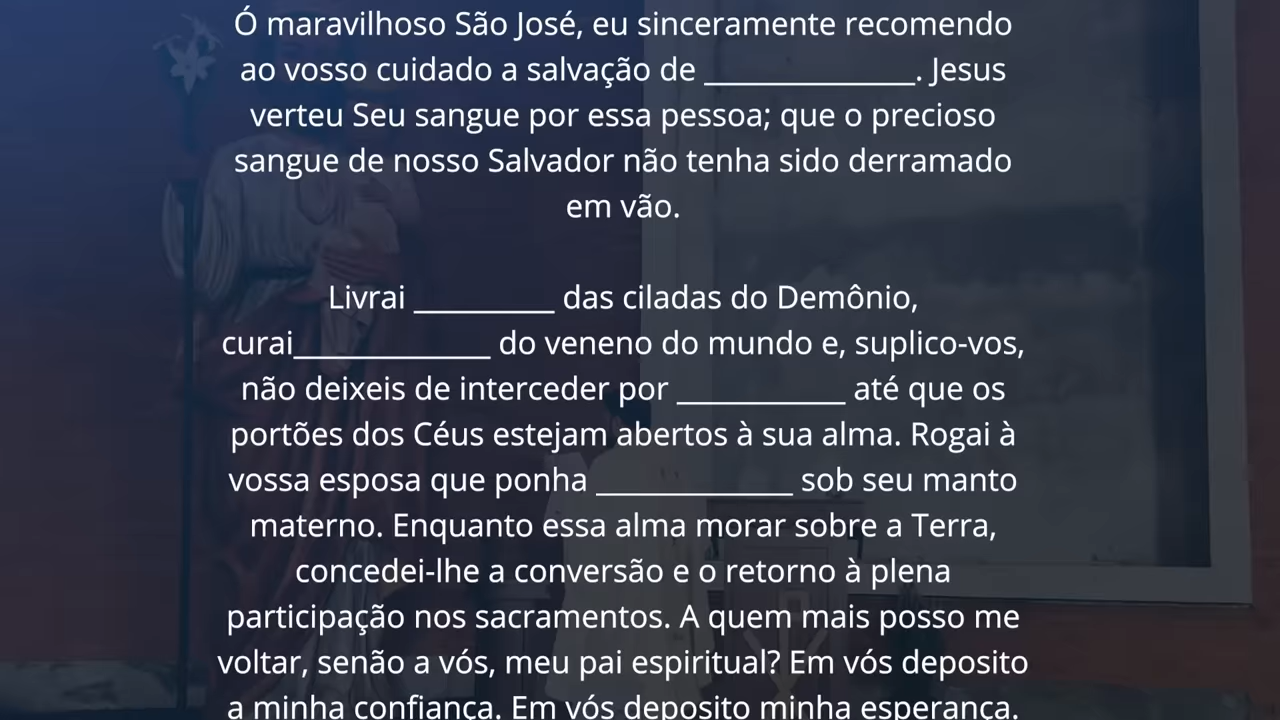 Ó maravilhoso São José, eu sinceramente recomendo
ao vosso cuidado a salvação de ______________. Jesus
verteu Seu sangue por essa pessoa; que o precioso
sangue de nosso Salvador não tenha sido derramado
em vão.
Livrai __________ das ciladas do Demônio,
curai______________ do veneno do mundo e, suplico-vos,
não deixeis de interceder por ____________ até que os
portões dos Céus estejam abertos à sua alma. Rogai à
vossa esposa que ponha ______________ sob seu manto
materno. Enquanto essa alma morar sobre a Terra,
concedei-lhe a conversão e o retorno à plena
participação nos sacramentos. A quem mais posso me
voltar, senão a vós, meu pai espiritual? Em vós deposito
a minha confiança. Em vós deposito minha esperança.